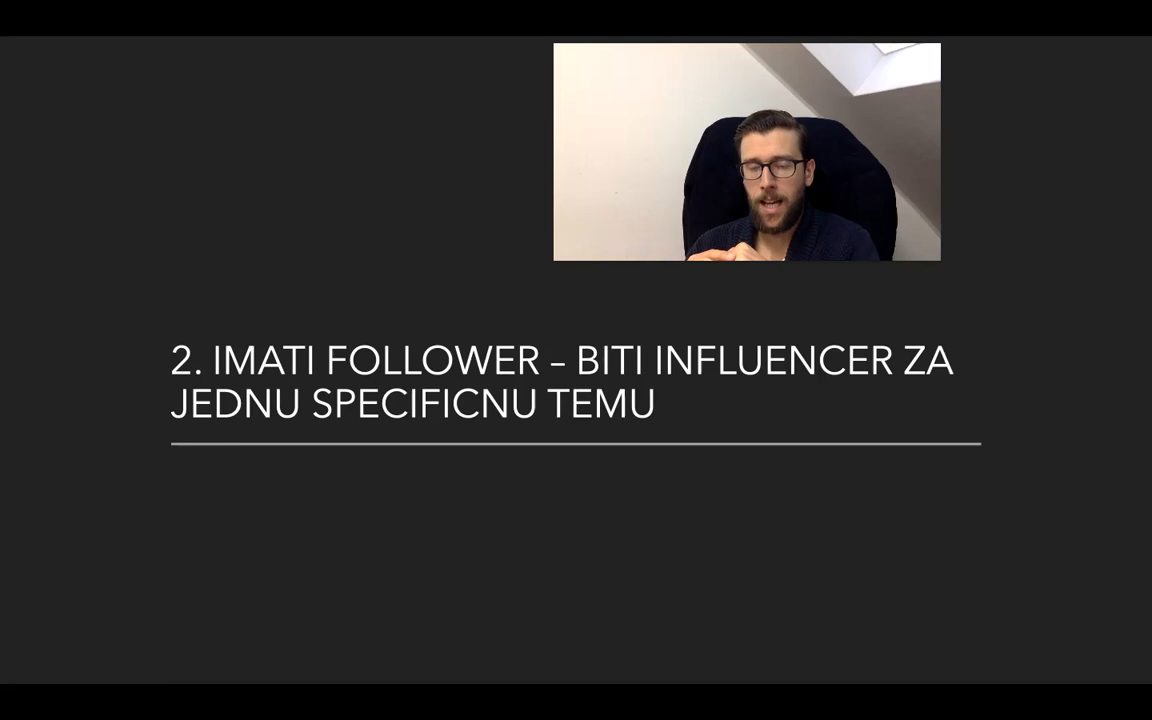 2. IMATI FOLLOWER – BITI INFLUENCER ZA
JEDNU SPECIFICNU TEMU